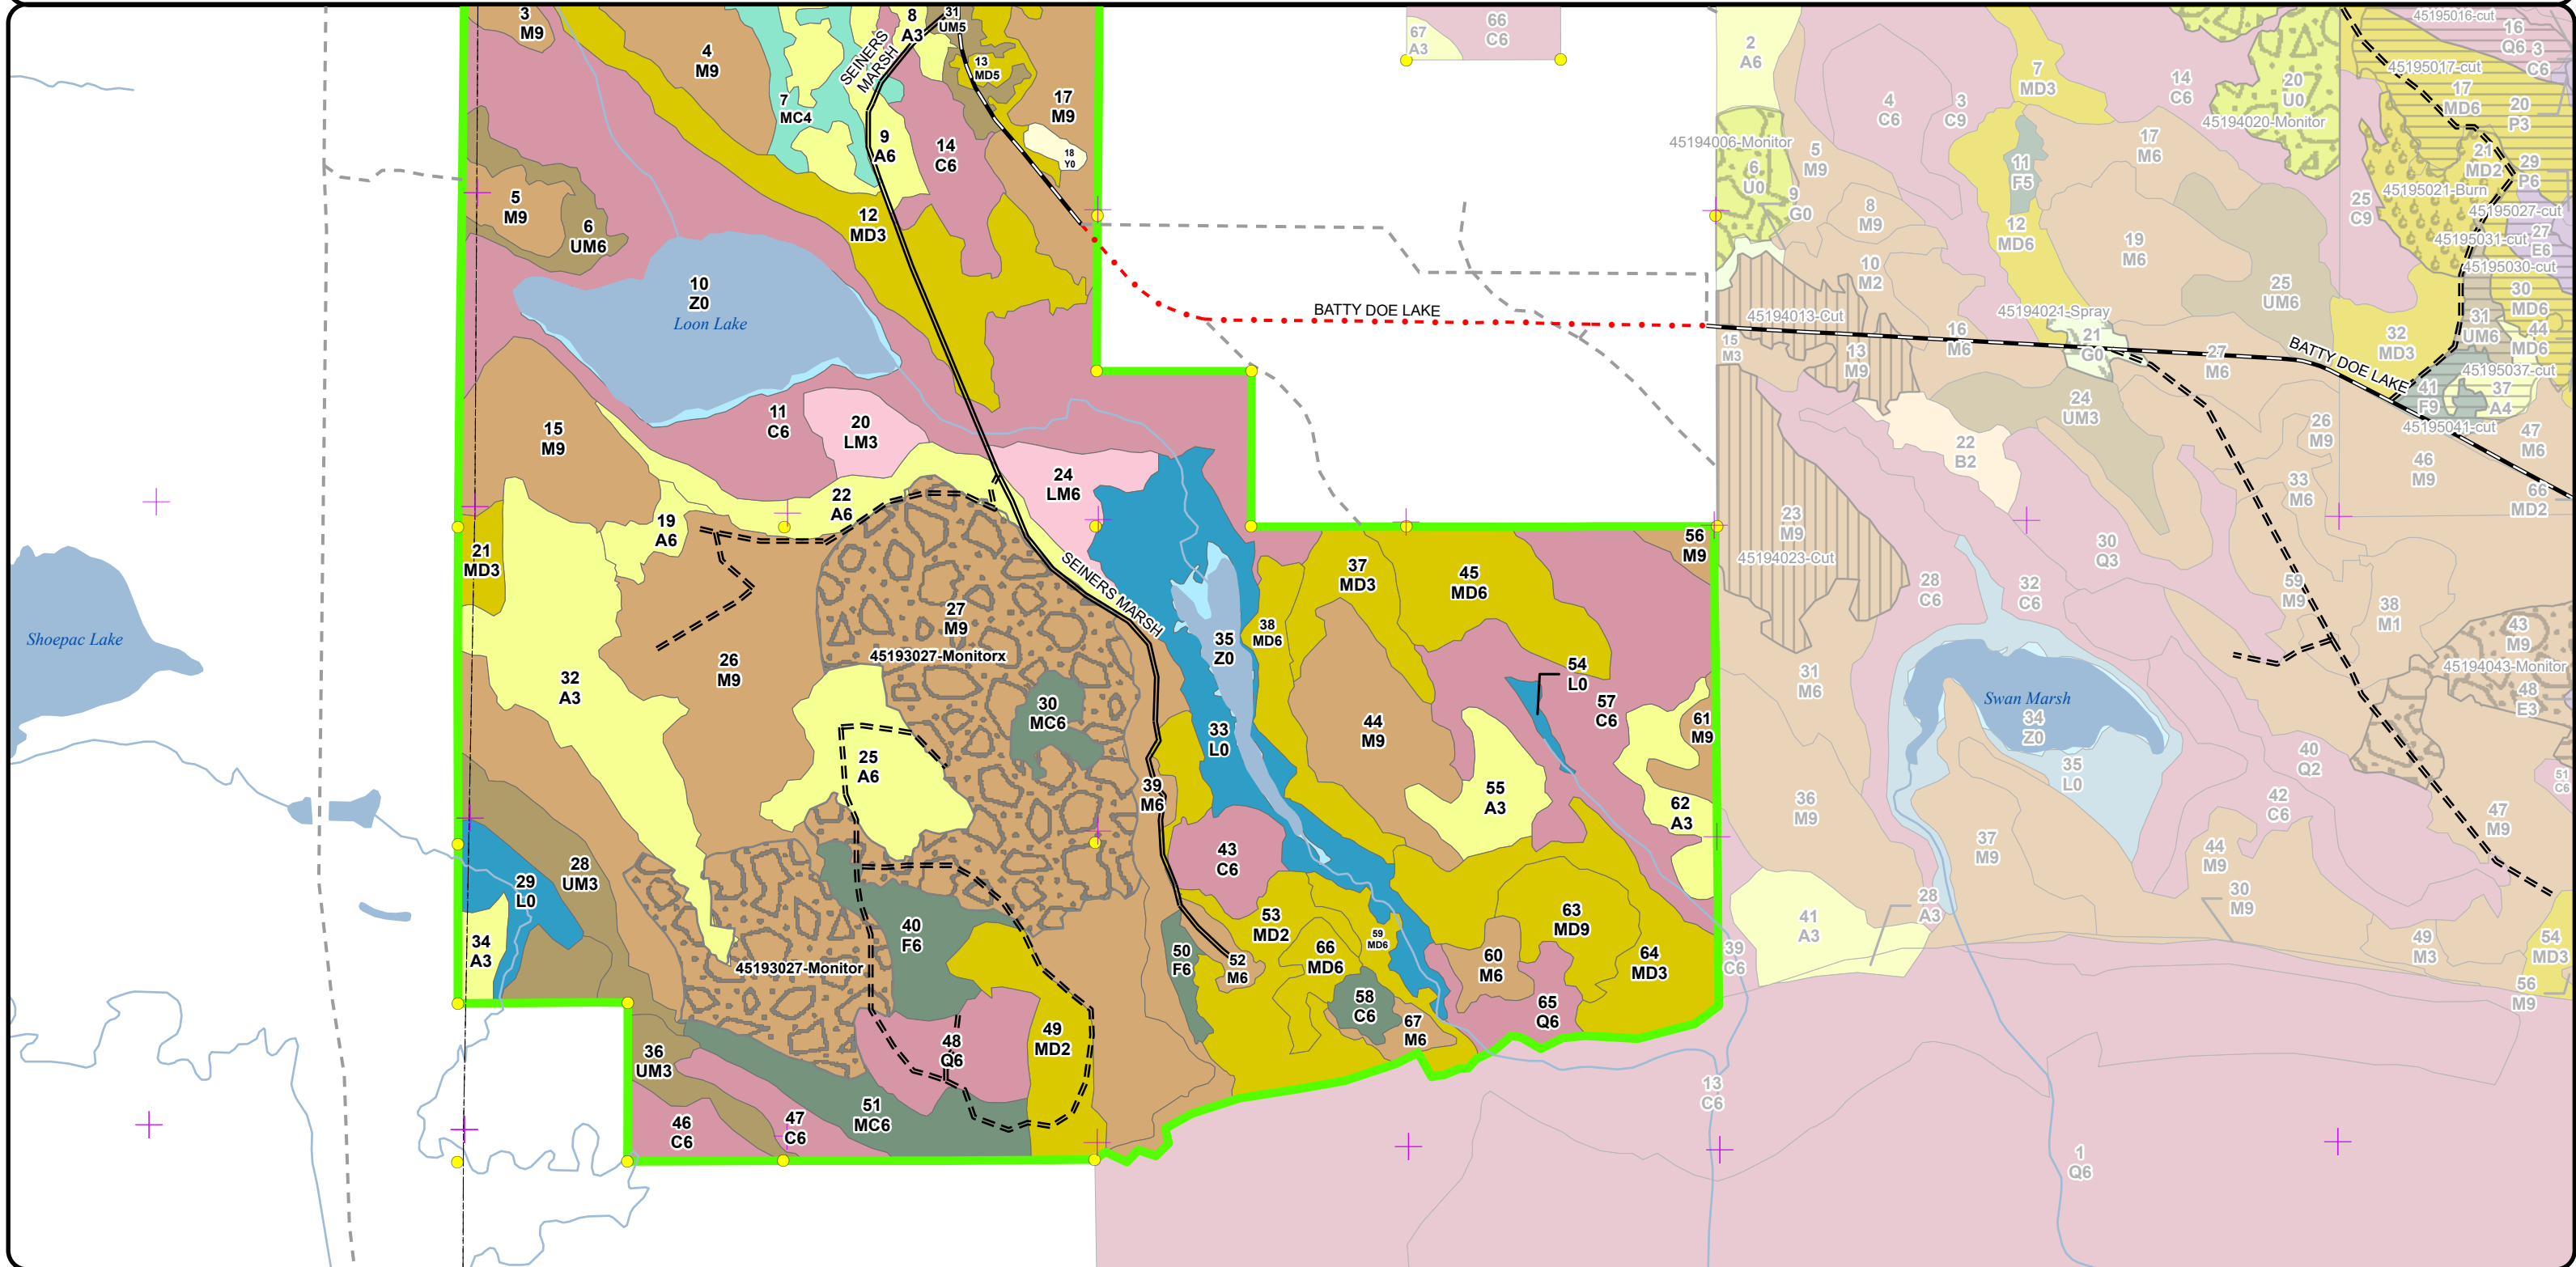 3
M9
4
M9
7
MC4
SEINERS
MARSH
8
A3
31
UM5
13
MD5
17
M9
18
Y0
9
A6
14
C6
5
M9
6
UM6
12
MD3
10
Z0
Loon Lake
11
C6
20
LM3
15
M9
24
LM6
22
A6
19
A6
21
MD3
SEINERS MARSH
27
M9
45193027-Monitorx
26
M9
32
A3
30
MC6
25
A6
35
Z0
33
L0
38
MD6
37
MD3
45
MD6
56
M9
54
L0
57
C6
61
M9
44
M9
55
A3
62
A3
39
M6
43
C6
28
UM3
29
L0
34
A3
40
F6
45193027-Monitor
50
F6
52
M6
53
MD2
66
MD6
59
MD6
63
MD9
60
M6
64
MD3
58
C6
67
M6
65
Q6
36
UM3
48
Q6
49
MD2
46
C6
47
C6
51
MC6
Shoepac Lake
67
A3
66
C6
BATTY DOE LAKE
2
A6
45194006-Monitor
6
U0
9
G0
5
M9
4
C6
3
C9
7
MD3
14
C6
20
U0
45194020-Monitor
45195016-cut
16
Q6
3
C6
45195017-cut
17
MD6
20
P3
21
MD2
29
P6
45195021-Burn
45195027-cut
27
E6
45195031-cut
45195030-cut
30
MD6
25
C9
17
M6
11
F5
12
MD6
8
M9
10
M2
19
M6
25
UM6
45194013-Cut
45194021-Spray
21
G0
15
M3
13
M9
16
M6
27
M6
BATTY DOE LAKE
32
MD3
31
UM6
44
MD6
45195037-cut
37
A4
41
F9
45195041-cut
47
M6
24
UM3
26
M9
46
M9
22
B2
33
M6
66
MD2
23
M9
45194023-Cut
30
Q3
28
C6
32
C6
59
M9
38
M1
43
M9
45194043-Monitor
48
E3
31
M6
Swan Marsh
34
Z0
35
L0
40
Q2
51
C6
36
M9
42
C6
37
M9
44
M9
47
M9
30
M9
28
A3
41
A3
39
C6
49
M3
54
MD3
56
M9
13
C6
1
Q6